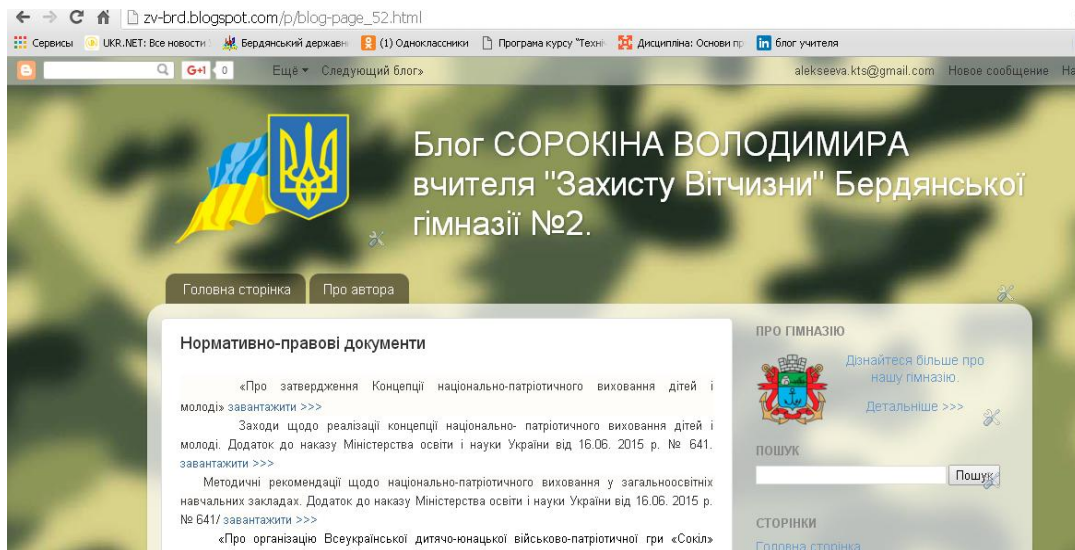 zv-brd.blogspot.com/p/blog-page_52.html
Сервисы UKR.NET: Все новости Бердянський державн (1) Одноклассники Програма курсу "Техні Дисципліна: Основи пр блог учителя
G+1 0 Ещё Следующий блог» alekseeva.kts@gmail.com Новое сообщение На
Блог СОРОКІНА ВОЛОДИМИРА
вчителя "Захисту Вітчизни" Бердянської
гімназії №2.
Головна сторінка Про автора
Нормативно-правові документи
«Про затвердження Концепції національно-патріотичного виховання дітей і
молоді» завантажити >>>
Заходи щодо реалізації концепції національно- патріотичного виховання дітей і
молоді. Додаток до наказу Міністерства освіти і науки України від 16.06. 2015 р. № 641.
завантажити >>>
Методичні рекомендації щодо національно-патріотичного виховання у загальноосвітніх
навчальних закладах. Додаток до наказу Міністерства освіти і науки України від 16.06. 2015 р.
№ 641/ завантажити >>>
«Про організацію Всеукраїнської дитячо-юнацької військово-патріотичної гри «Сокіл»
ПРО ГІМНАЗІЮ
Дізнайтеся більше про
нашу гімназію.
Детальніше >>>
ПОШУК
Пошук
СТОРІНКИ
Головна сторінка